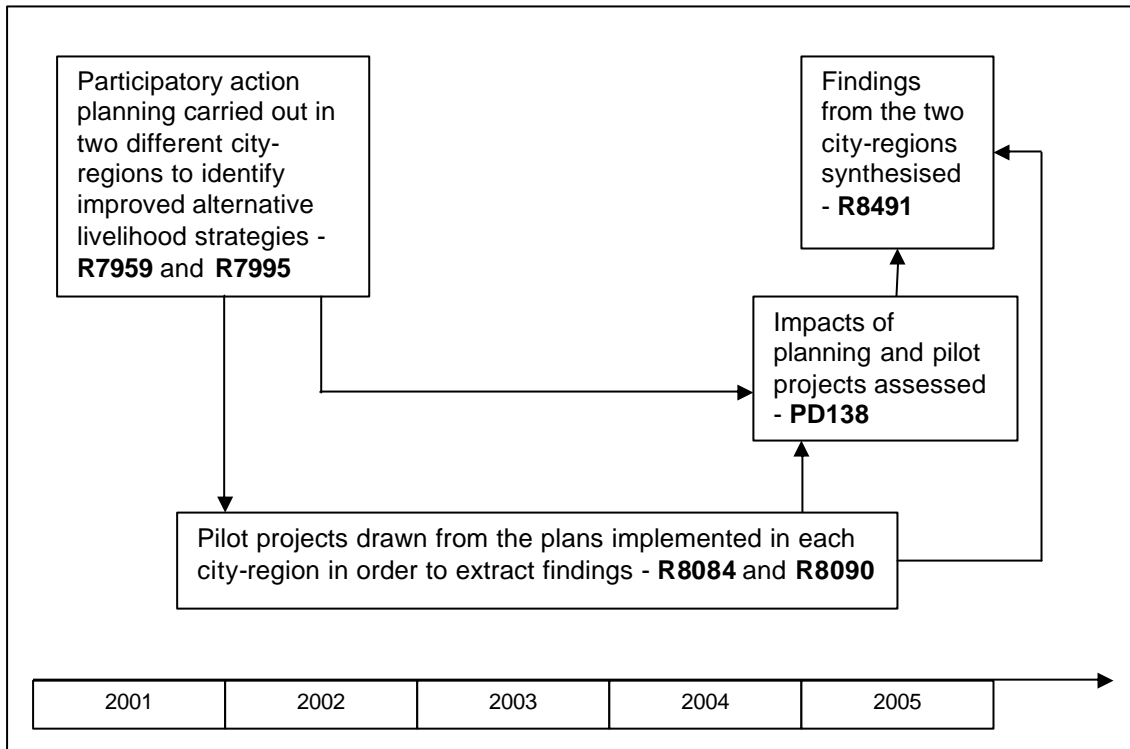 Participatory action
planning carried out in
two different city-
regions to identify
improved alternative
livelihood strategies -
R7959 and R7995
Findings
from the two
city-regions
synthesised
- R8491
Impacts of
planning and pilot
projects assessed
- PD138
Pilot projects drawn from the plans implemented in each
city-region in order to extract findings - R8084 and R8090
2001
2002
2003
2004
2005